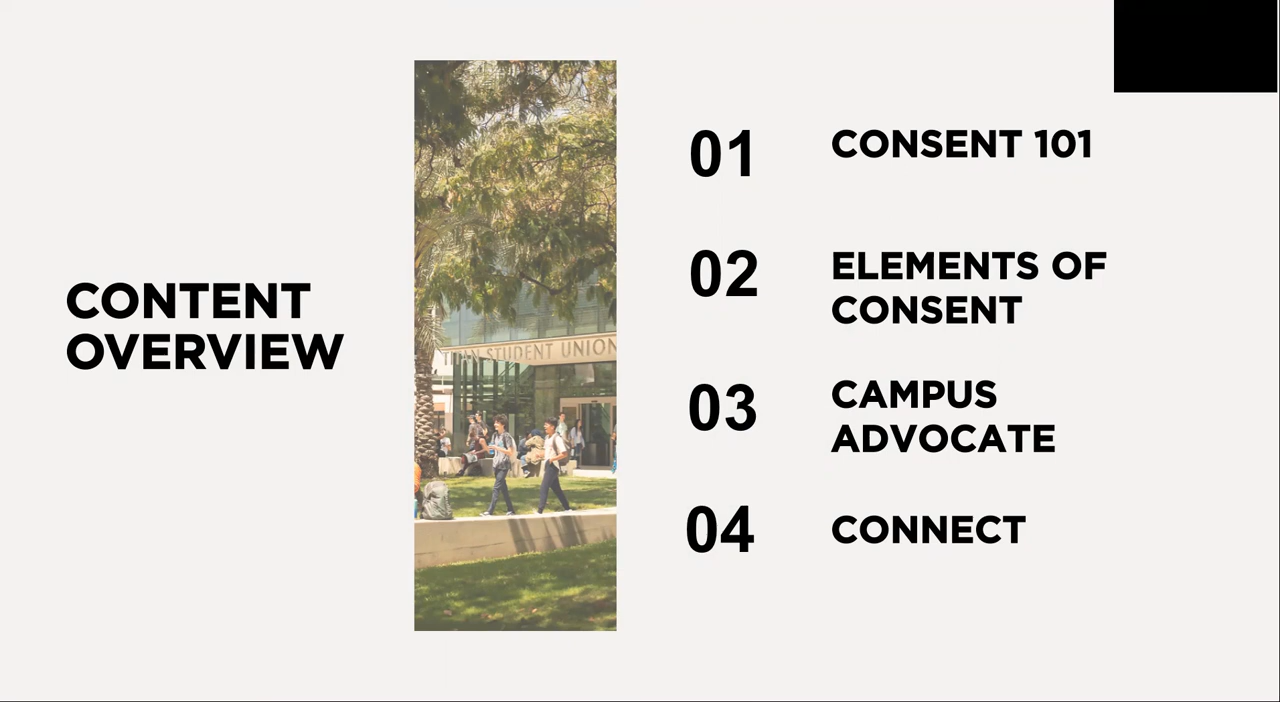 CONTENT
OVERVIEW
STUDENT UNION
01
CONSENT 101
02
ELEMENTS OF
CONSENT
03
CAMPUS
ADVOCATE
04
CONNECT